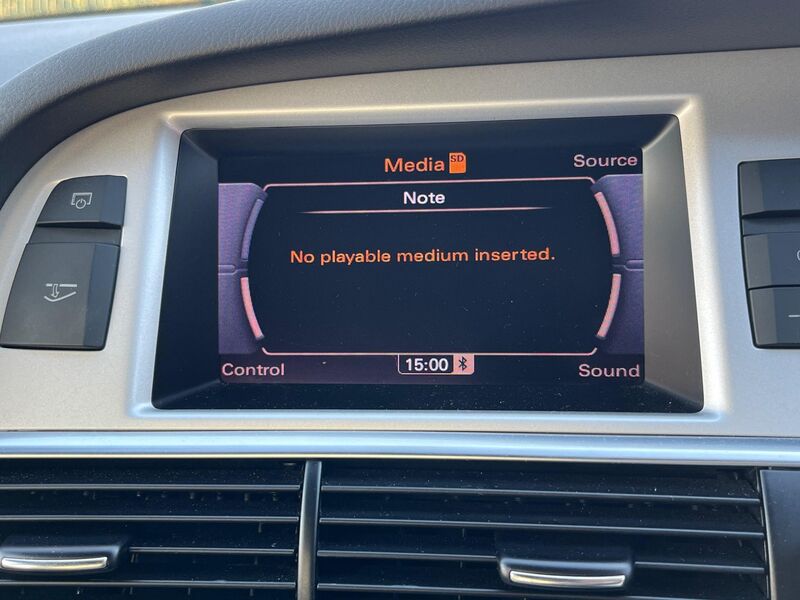 Media SD
Source
Note
No playable medium inserted.
Control
15:00
Sound